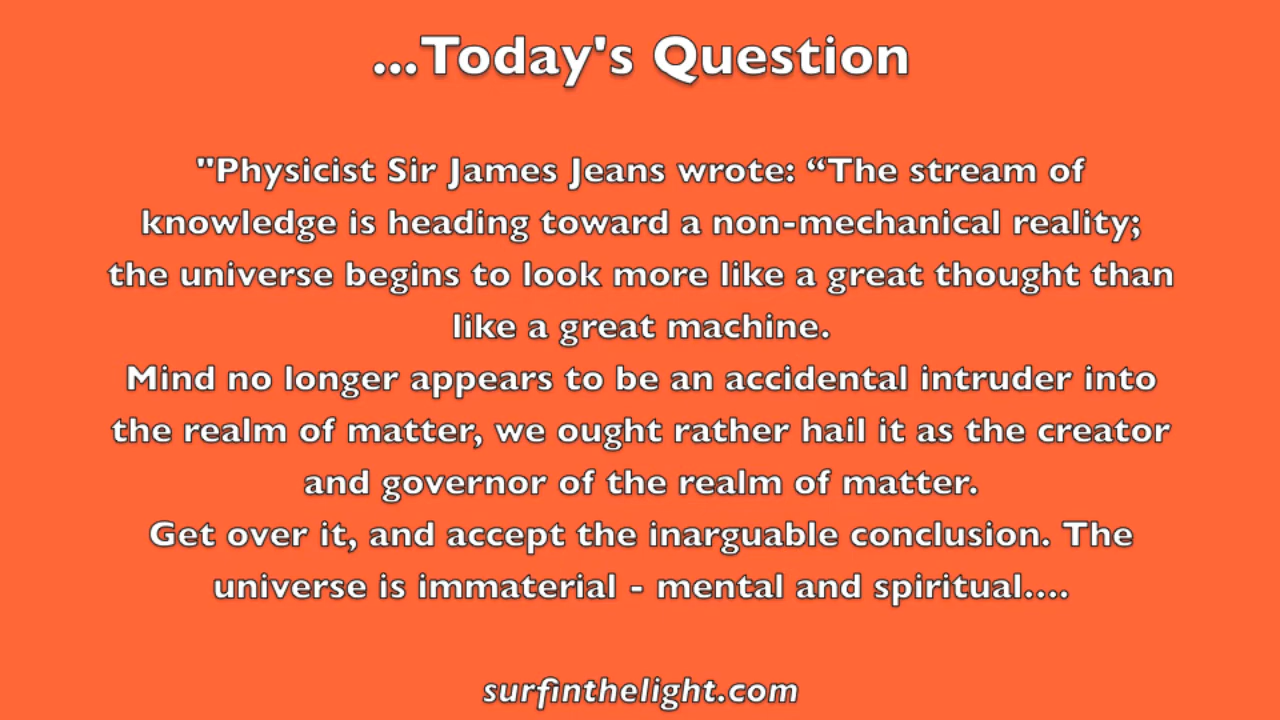 ...Today's Question
"Physicist Sir James Jeans wrote: “The stream of
knowledge is heading toward a non-mechanical reality;
the universe begins to look more like a great thought than
like a great machine.
Mind no longer appears to be an accidental intruder into
the realm of matter, we ought rather hail it as the creator
and governor of the realm of matter.
Get over it, and accept the inarguable conclusion. The
universe is immaterial - mental and spiritual....
surfinthelight.com